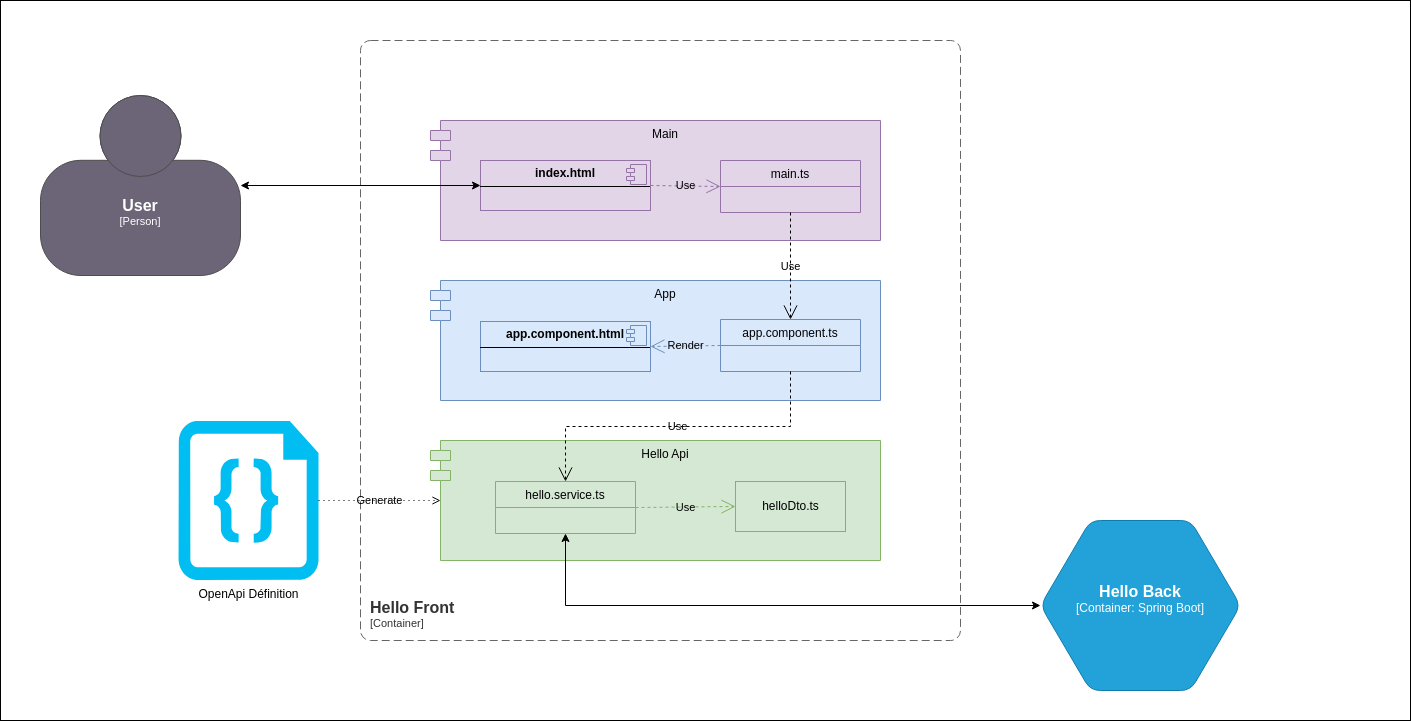 Main
index.html
Use
main.ts
User
[Person]
Use
App
app.component.html
Render
app.component.ts
Use
Hello Api
hello.service.ts
Use
helloDto.ts
{}
Generate
OpenApi Définition
Hello Front
[Container]
Hello Back
[Container: Spring Boot]